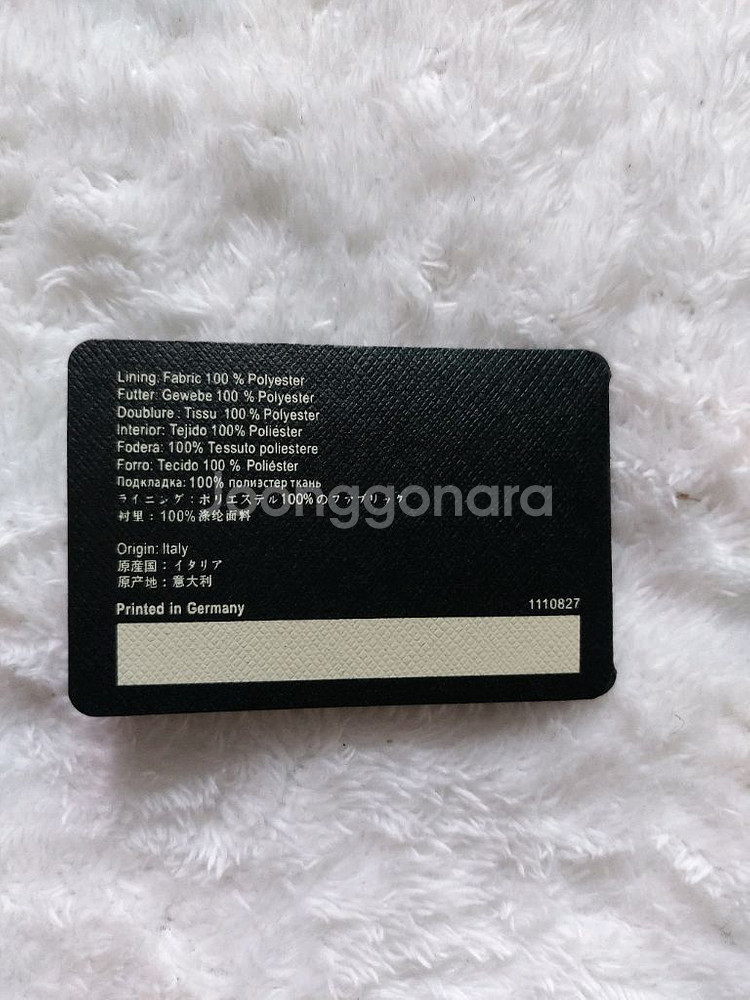 Lining: Fabric 100 % Polyester
Futter: Gewebe 100 % Polyester
Doublure : Tissu 100 % Polyester
Interior: Tejido 100% Poliéster
Fodera: 100% Tessuto poliestere
Forro: Tecido 100 % Poliéster
Подкладка: 100% полиэстер ткань
ライニング：ポリエステル100%のファブリック
衬里：100%涤纶面料
Origin: Italy
原産国：イタリア
原产地：意大利
Printed in Germany
1110827
onggonara